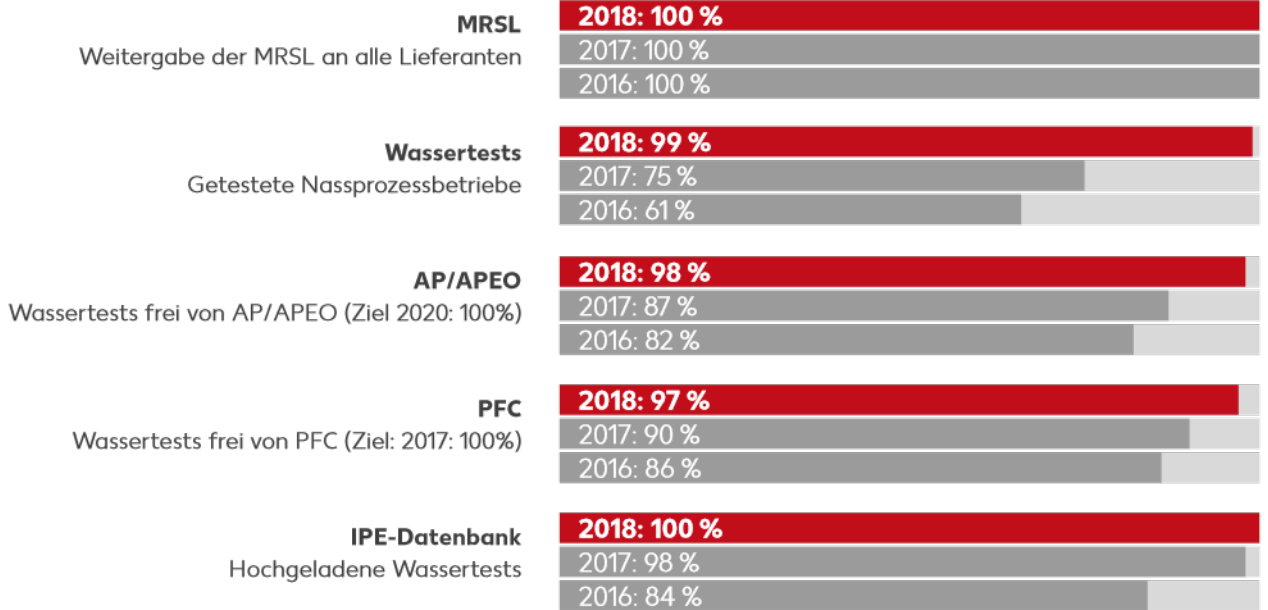 MRSL
Weitergabe der MRSL an alle Lieferanten
2018: 100 %
2017: 100 %
2016: 100 %
Wassertests
Getestete Nassprozessbetriebe
2018: 99 %
2017: 75 %
2016: 61 %
AP/APEO
Wassertests frei von AP/APEO (Ziel 2020: 100%)
2018: 98 %
2017: 87 %
2016: 82 %
PFC
Wassertests frei von PFC (Ziel: 2017: 100%)
2018: 97 %
2017: 90 %
2016: 86 %
IPE-Datenbank
Hochgeladene Wassertests
2018: 100 %
2017: 98 %
2016: 84 %